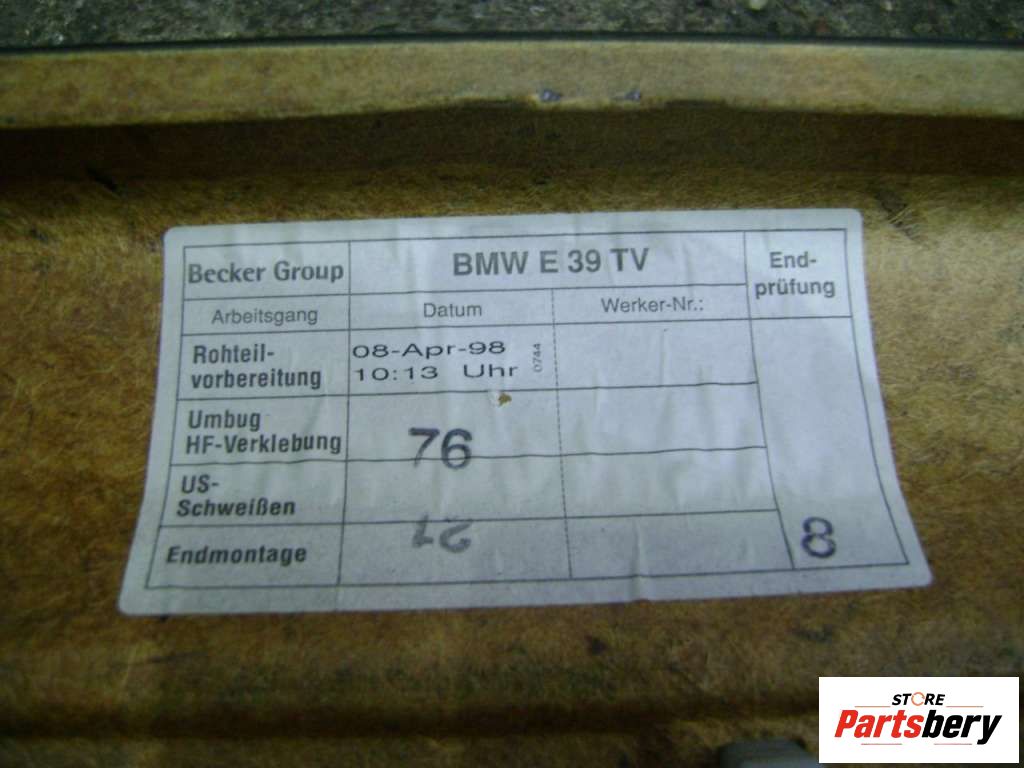 Becker Group
BMW E 39 TV
End-
prüfung
Arbeitsgang
Datum
Werker-Nr.:
Rohteil-
vorbereitung
08-Apr-98
10:13 Uhr
0744
Umbug
HF-Verklebung
76
US-
Schweißen
21
Endmontage
8
STORE
Partsbery